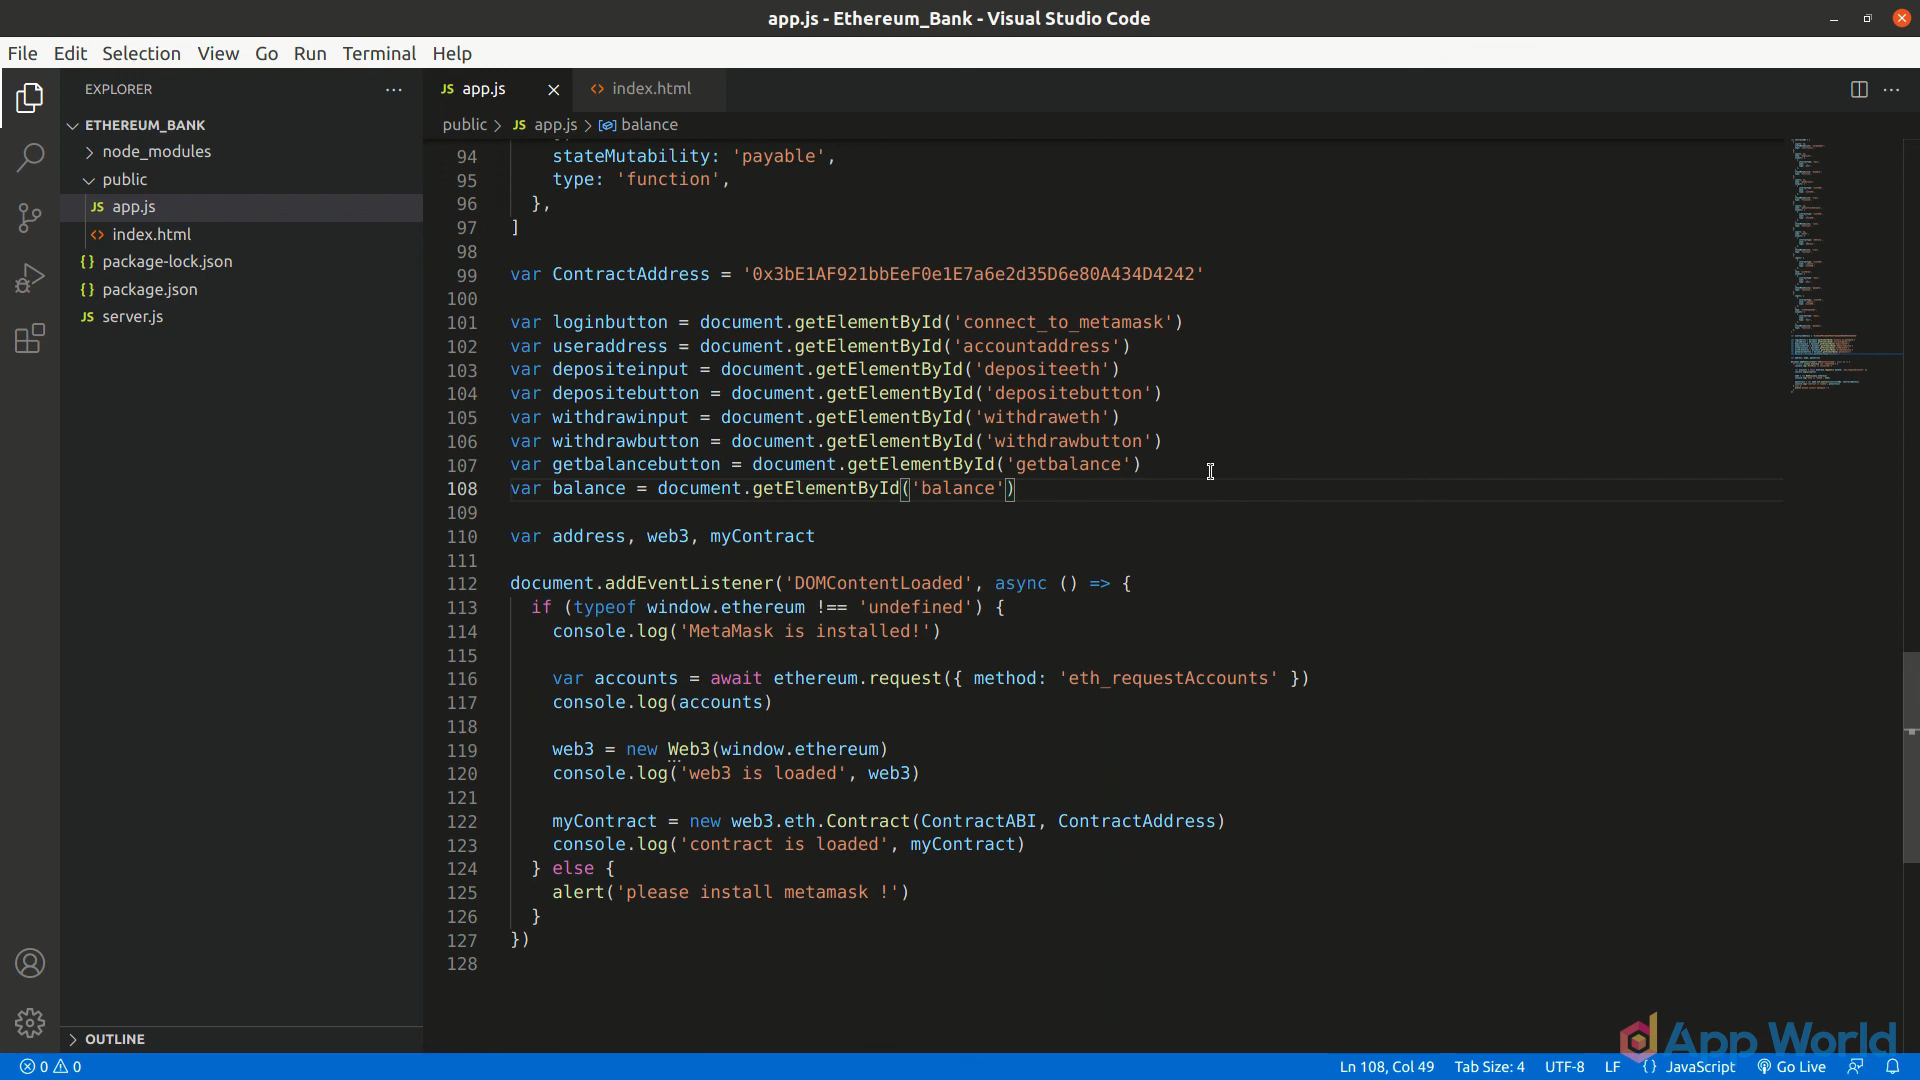 app.js - Ethereum_Bank - Visual Studio Code
File Edit Selection View Go Run Terminal Help
EXPLORER
ETHEREUM_BANK
node_modules
public
JS app.js
<> index.html
{} package-lock.json
{} package.json
JS server.js
OUTLINE
JS app.js
<> index.html
public > JS app.js > balance
94 stateMutability: 'payable',
95 type: 'function',
96 },
97 ]
98
99 var ContractAddress = '0x3bE1AF921bbEeF0e1E7a6e2d35D6e80A434D4242'
100
101 var loginbutton = document.getElementById('connect_to_metamask')
102 var useraddress = document.getElementById('accountaddress')
103 var depositeinput = document.getElementById('depositeeth')
104 var depositebutton = document.getElementById('depositebutton')
105 var withdrawinput = document.getElementById('withdraweth')
106 var withdrawbutton = document.getElementById('withdrawbutton')
107 var getbalancebutton = document.getElementById('getbalance')
108 var balance = document.getElementById('balance')
109
110 var address, web3, myContract
111
112 document.addEventListener('DOMContentLoaded', async () => {
113 if (typeof window.ethereum !== 'undefined') {
114 console.log('MetaMask is installed!')
115
116 var accounts = await ethereum.request({ method: 'eth_requestAccounts' })
117 console.log(accounts)
118
119 web3 = new Web3(window.ethereum)
120 console.log('web3 is loaded', web3)
121
122 myContract = new web3.eth.Contract(ContractABI, ContractAddress)
123 console.log('contract is loaded', myContract)
124 } else {
125 alert('please install metamask !')
126 }
127 })
128
App World
0 0
Ln 108, Col 49 Tab Size: 4 UTF-8 LF {} JavaScript Go Live